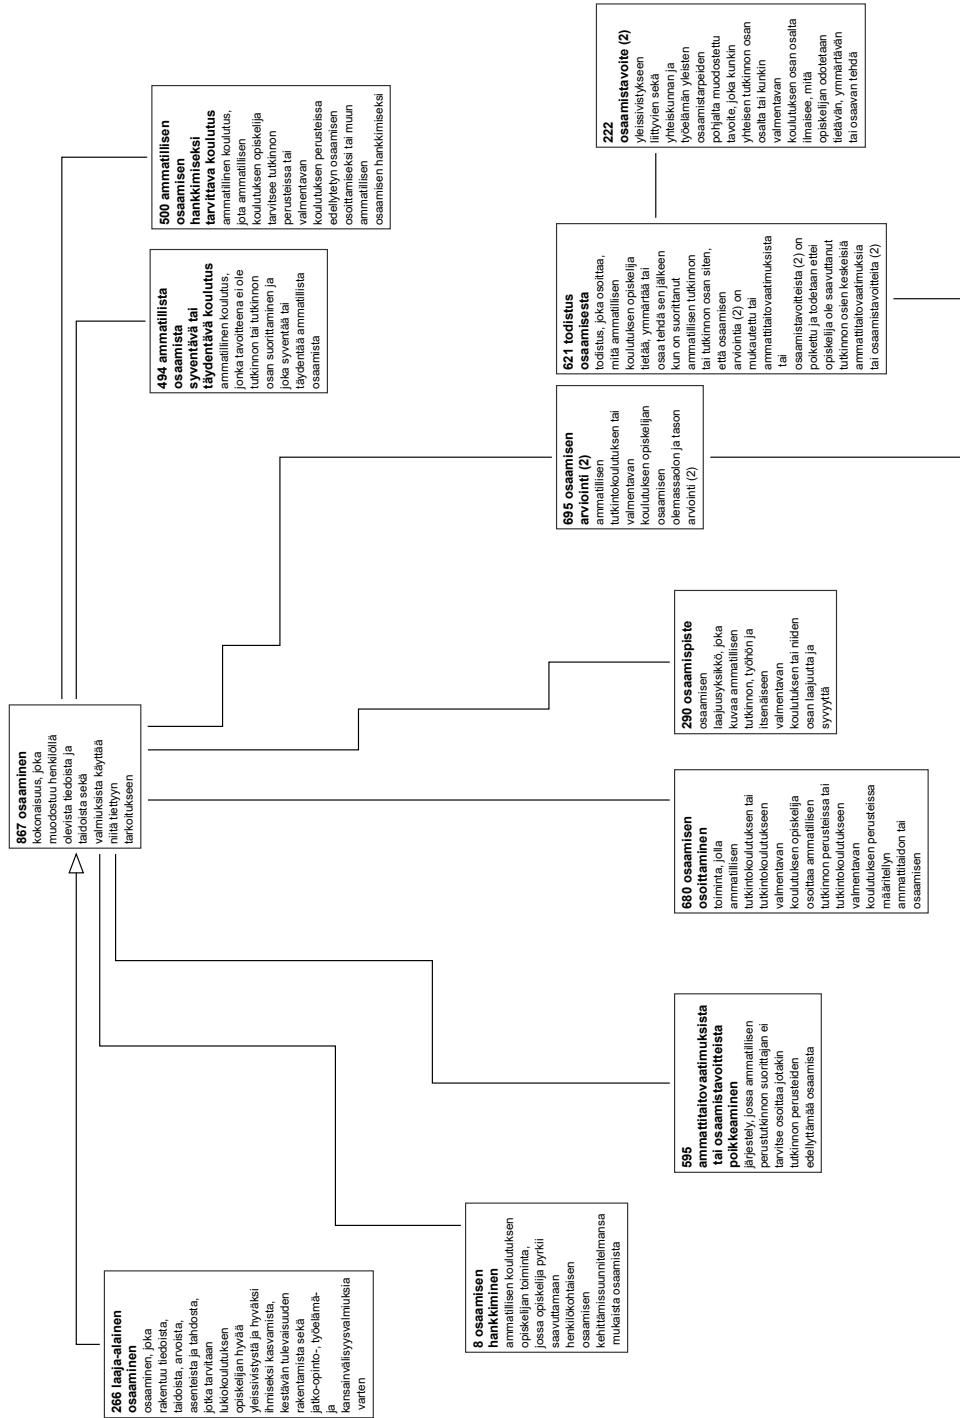 867 osaaminen
kokonaisuus, joka
muodostuu henkilöllä
olevista tiedoista ja
taidoista sekä
valmiuksista käyttää
niitä tiettyyn
tarkoitukseen
266 laaja-alainen
osaaminen
osaaminen, joka
rakentuu tiedoista,
taidoista, arvoista,
asenteista ja tahdosta,
jotka tarvitaan
lukiokoulutuksen
opiskelijan hyvää
yleissivistystä ja hyväksi
ihmiseksi kasvamista,
kestävän tulevaisuuden
rakentamista sekä
jatko-opinto-, työelämä-
ja
kansainvälisyysvalmiuksia
varten
8 osaamisen
hankkiminen
ammatillisen koulutuksen
opiskelijan toiminta,
jossa opiskelija pyrkii
saavuttamaan
henkilökohtaisen
osaamisen
kehittämissuunnitelmansa
mukaista osaamista
595
ammattitaitovaatimuksista
tai osaamistavoitteista
poikkeaminen
järjestely, jossa ammatillisen
perustutkinnon suorittajan ei
tarvitse osoittaa jotakin
tutkinnon perusteiden
edellyttämää osaamista
680 osaamisen
osoittaminen
toiminta, jolla
ammatillisen
tutkintokoulutuksen tai
tutkintokoulutukseen
valmentavan
koulutuksen opiskelija
osoittaa ammatillisen
tutkinnon perusteissa tai
tutkintokoulutukseen
valmentavan
koulutuksen perusteissa
määritellyn
ammattitaidon tai
osaamisen
290 osaamispiste
osaamisen
laajuusyksikkö, joka
kuvaa ammatillisen
tutkinnon, työhön ja
itsenäiseen
valmentavan
koulutuksen tai niiden
osan laajuutta ja
syvyyttä
695 osaamisen
arviointi (2)
ammatillisen
tutkintokoulutuksen tai
valmentavan
koulutuksen opiskelijan
osaamisen
olemassaolon ja tason
arviointi (2)
494 ammatillista
osaamista
syventävä tai
täydentävä koulutus
ammatillinen koulutus,
jonka tavoitteena ei ole
tutkinnon tai tutkinnon
osan suorittaminen ja
joka syventää tai
täydentää ammatillista
osaamista
500 ammatillisen
osaamisen
hankkimiseksi
tarvittava koulutus
ammatillinen koulutus,
jota ammatillisen
koulutuksen opiskelija
tarvitsee tutkinnon
perusteissa tai
valmentavan
koulutuksen perusteissa
edellytetyn osaamisen
osoittamiseksi tai muun
ammatillisen
osaamisen hankkimiseksi
621 todistus
osaamisesta
todistus, joka osoittaa,
mitä ammatillisen
koulutuksen opiskelija
tietää, ymmärtää tai
osaa tehdä sen jälkeen
kun on suorittanut
ammatillisen tutkinnon
tai tutkinnon osan siten,
että osaamisen
arviointia (2) on
mukautettu tai
ammattitaitovaatimuksista
tai
osaamistavoitteista (2) on
poikettu ja todetaan ettei
opiskelija ole saavuttanut
tutkinnon osien keskeisiä
ammattitaitovaatimuksia
tai osaamistavoitteita (2)
222
osaamistavoite (2)
yleissivistykseen
liittyvien sekä
yhteiskunnan ja
työelämän yleisten
osaamistarpeiden
pohjalta muodostettu
tavoite, joka kunkin
yhteisen tutkinnon osan
osalta tai kunkin
valmentavan
koulutuksen osan osalta
ilmaisee, mitä
opiskelijan odotetaan
tietävän, ymmärtävän
tai osaavan tehdä